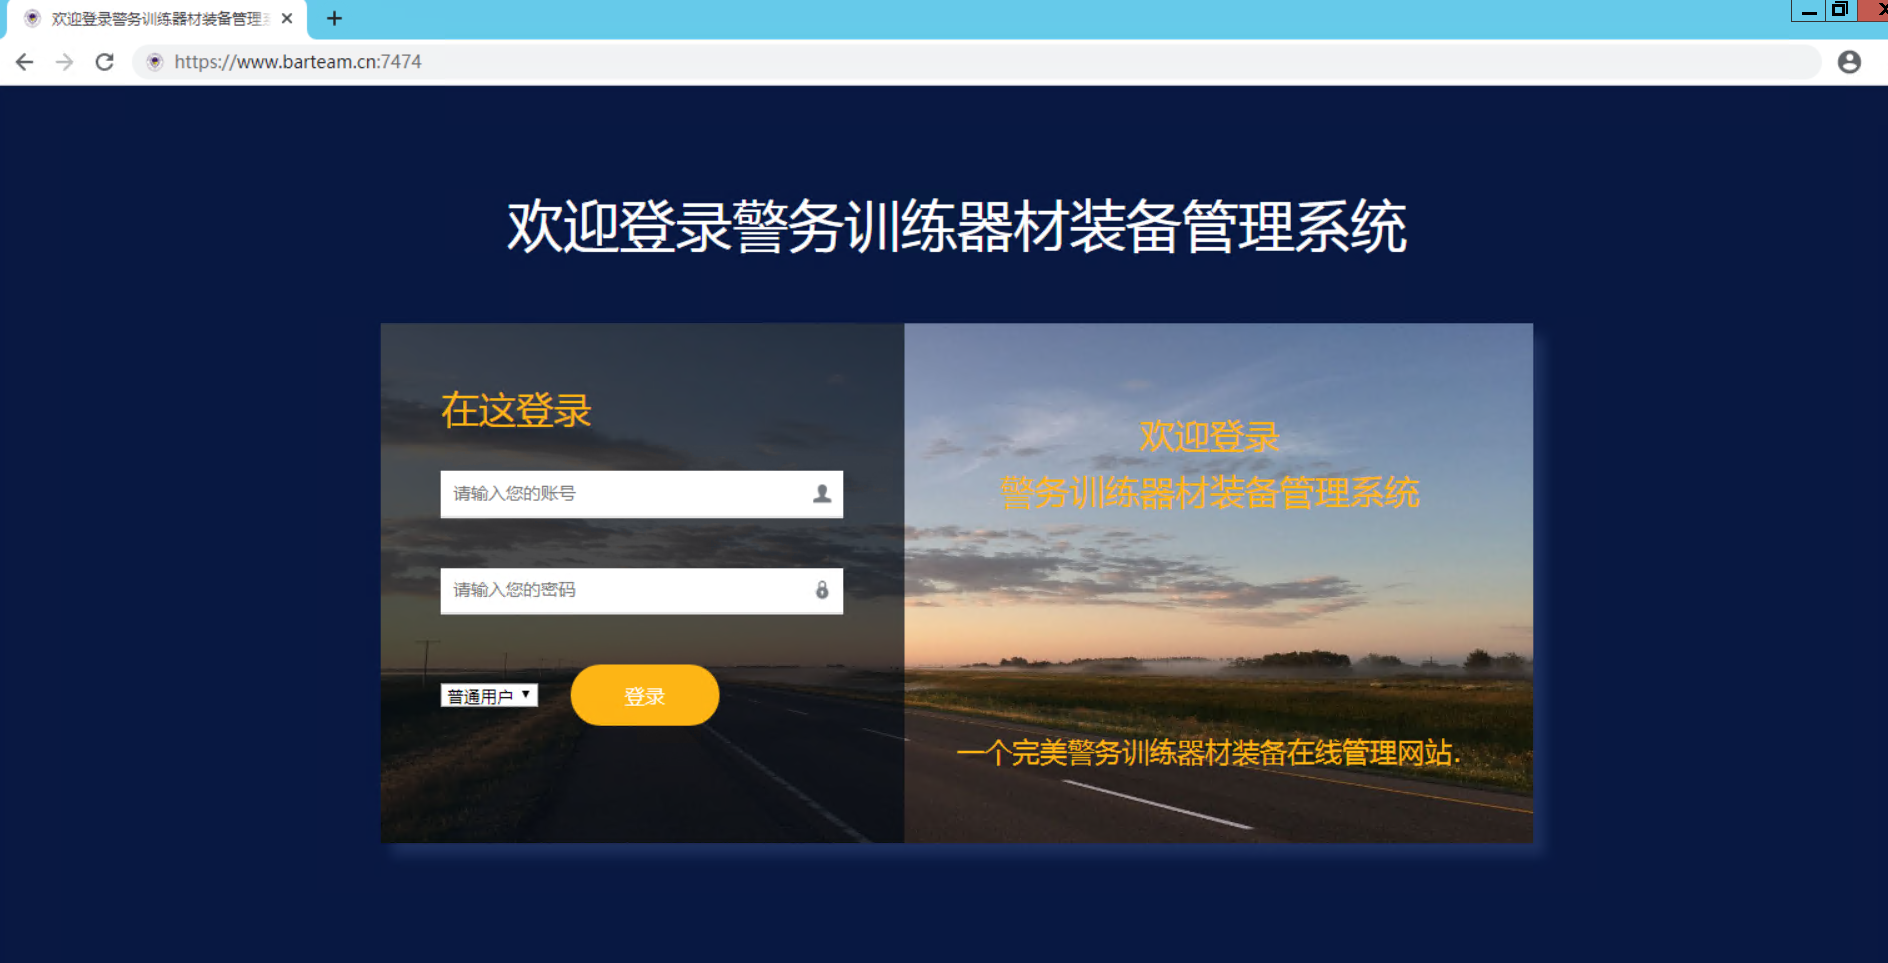 欢迎登录警务训练器材装备管理
https://www.barteam.cn:7474
欢迎登录警务训练器材装备管理系统
在这登录
请输入您的账号
请输入您的密码
普通用户
登录
欢迎登录
警务训练器材装备管理系统
一个完美警务训练器材装备在线管理网站.